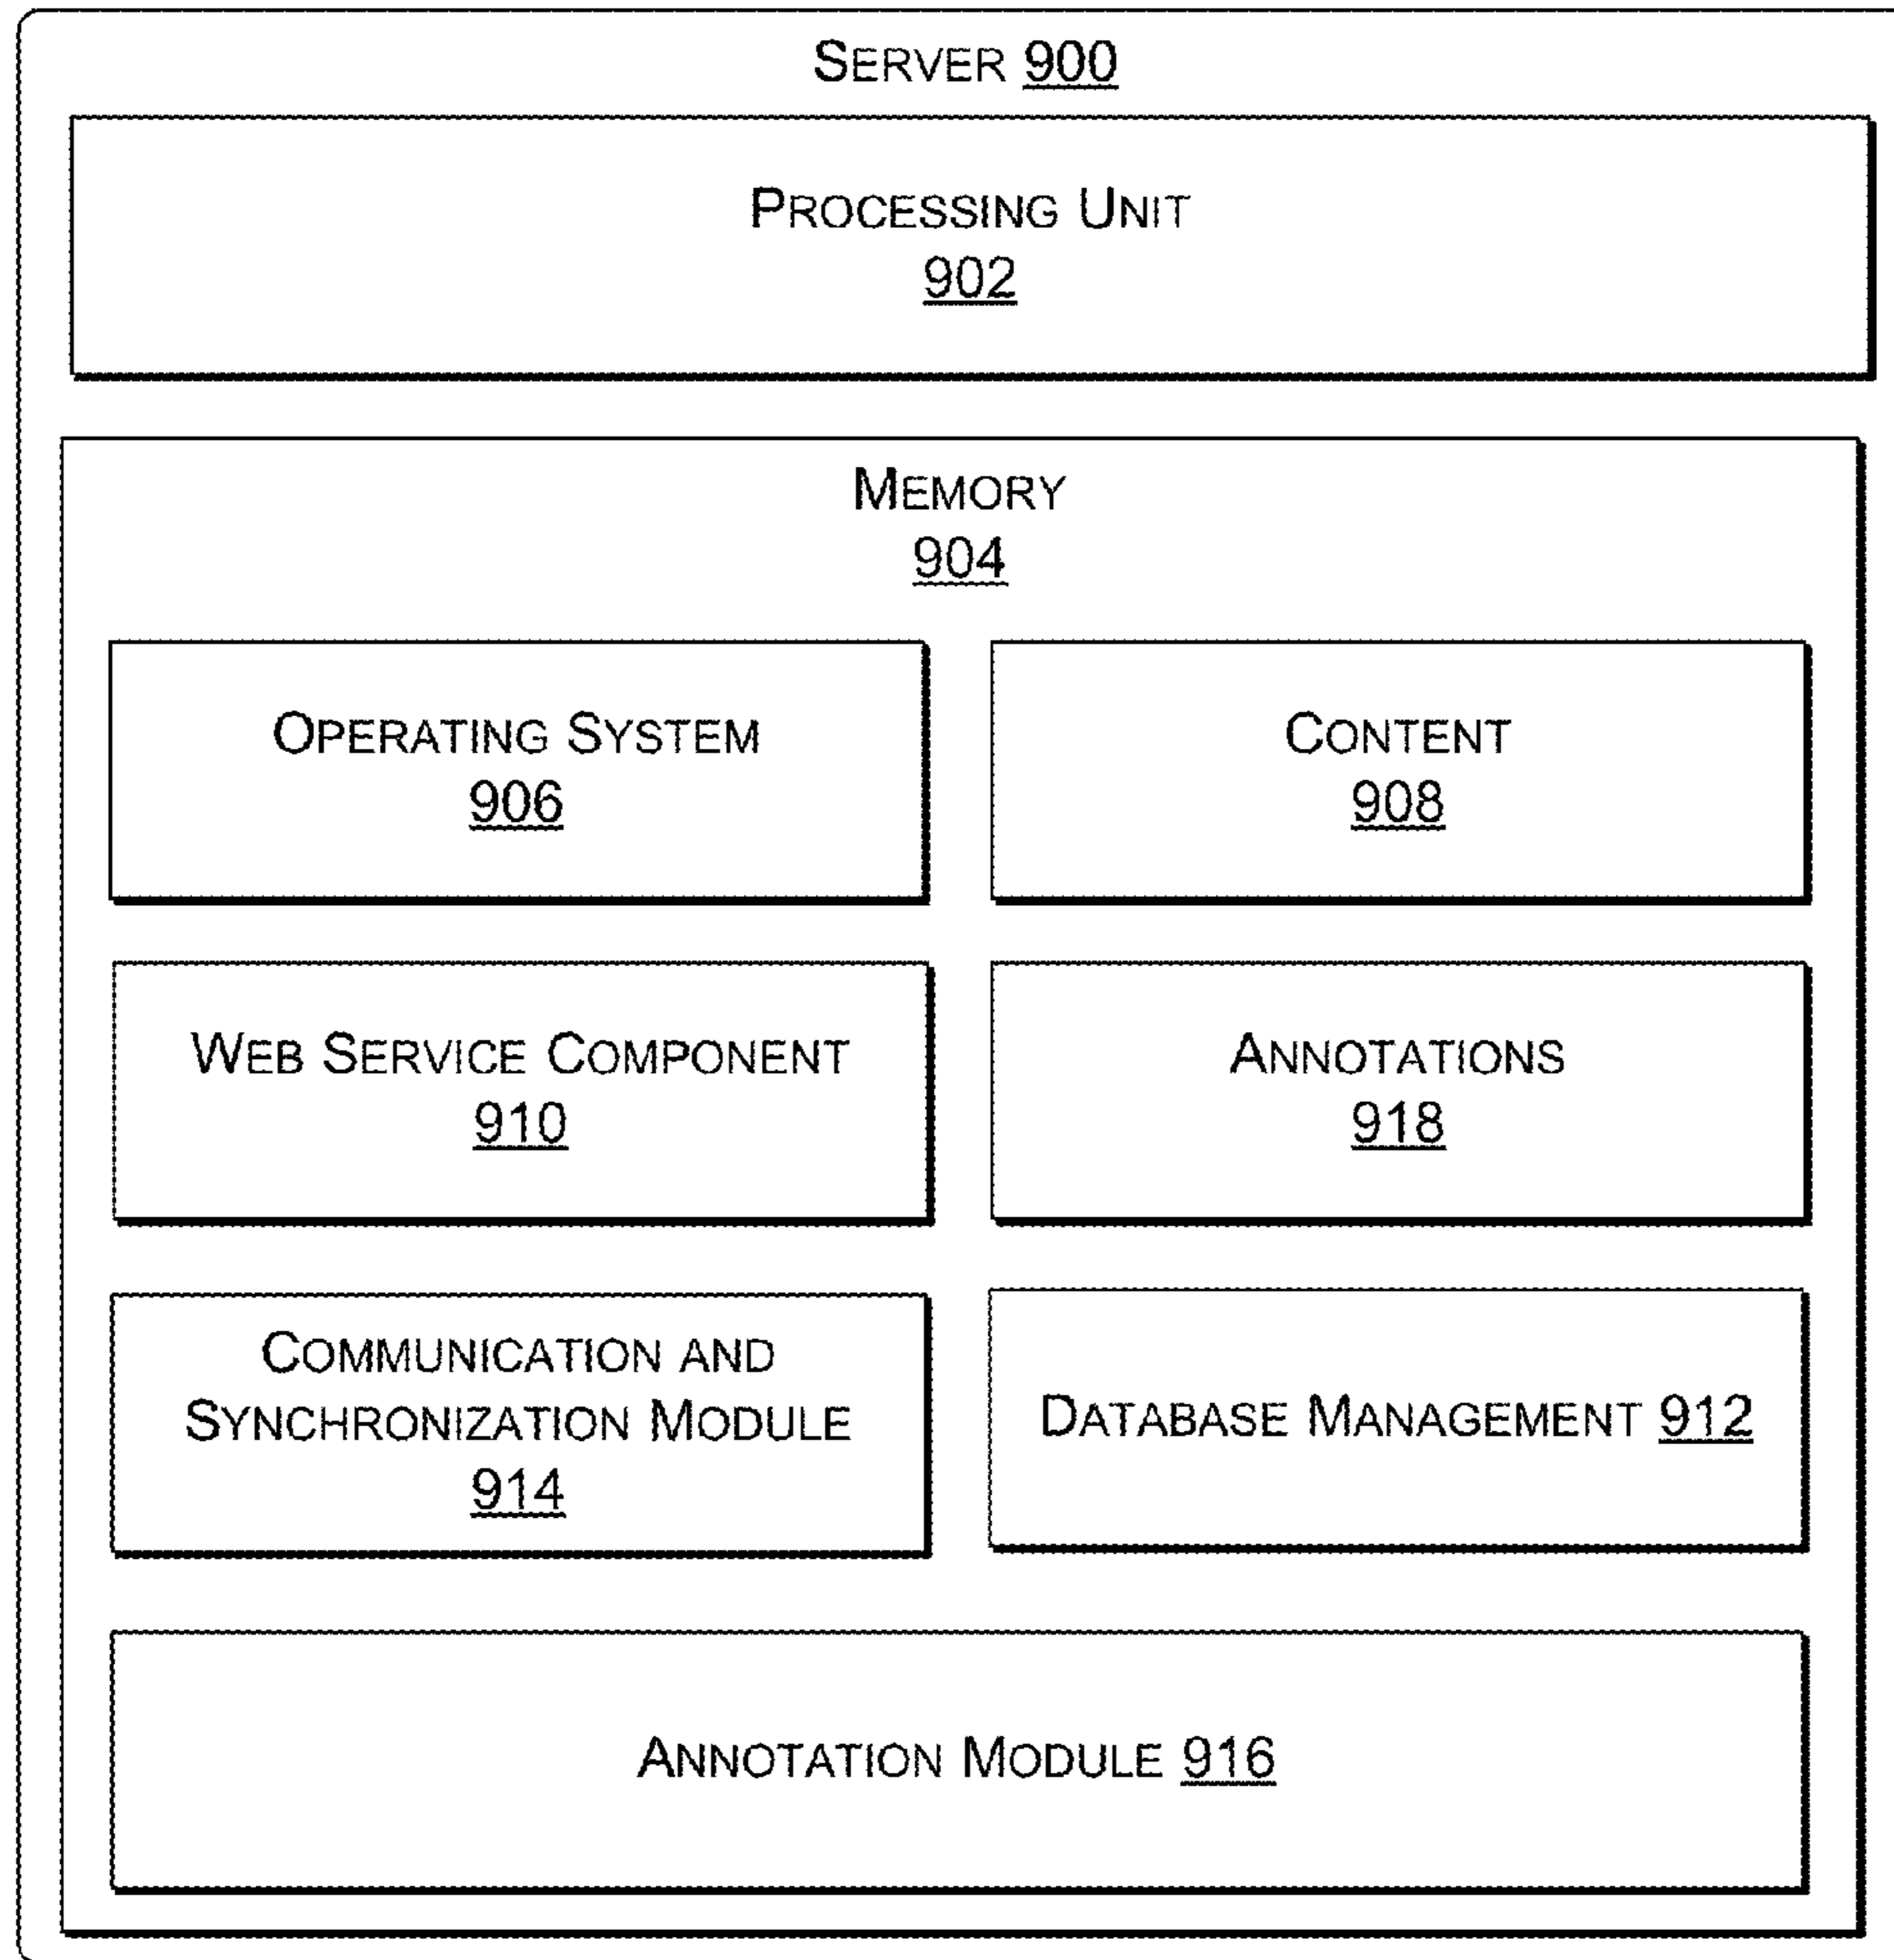 SERVER 900
PROCESSING UNIT
902
MEMORY
904
OPERATING SYSTEM
906
CONTENT
908
WEB SERVICE COMPONENT
910
ANNOTATIONS
918
COMMUNICATION AND
SYNCHRONIZATION MODULE
914
DATABASE MANAGEMENT 912
ANNOTATION MODULE 916